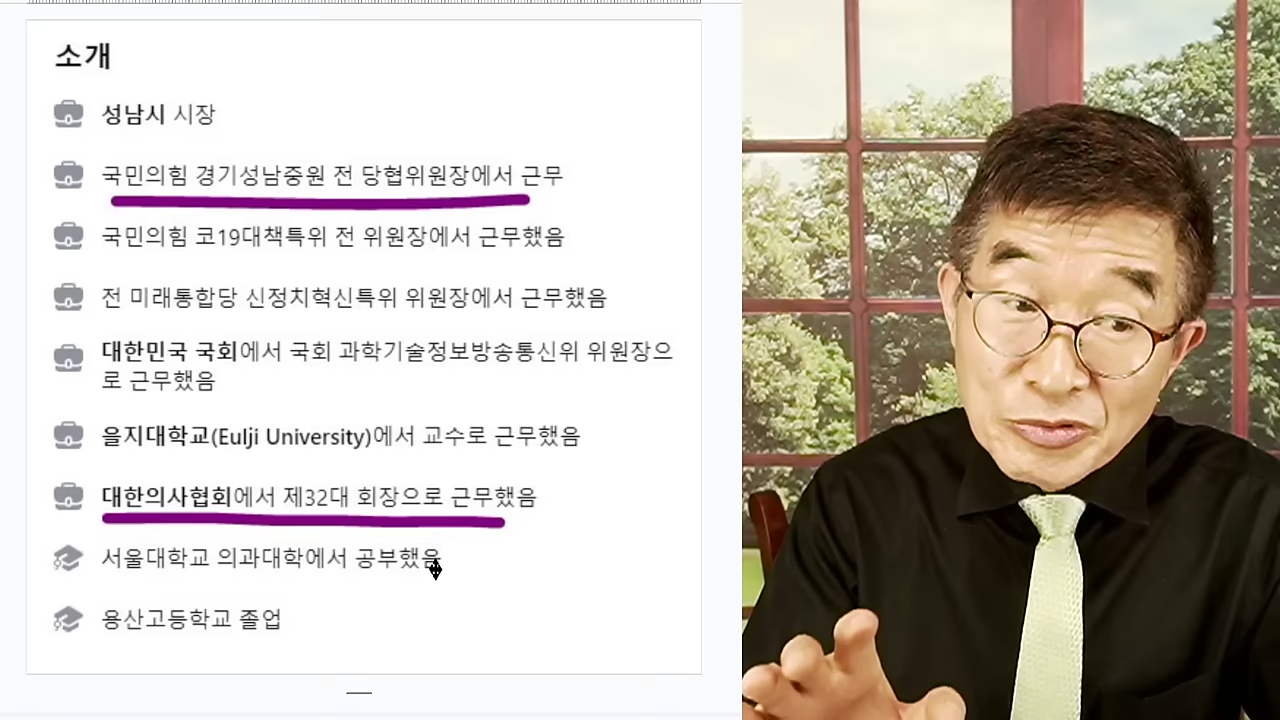 소개
성남시 시장
국민의힘 경기성남중원 전 당협위원장에서 근무
국민의힘 코19대책특위 전 위원장에서 근무했음
전 미래통합당 신정치혁신특위 위원장에서 근무했음
대한민국 국회에서 국회 과학기술정보방송통신위 위원장으
로 근무했음
을지대학교(Eulji University)에서 교수로 근무했음
대한의사협회에서 제32대 회장으로 근무했음
서울대학교 의과대학에서 공부했음
용산고등학교 졸업